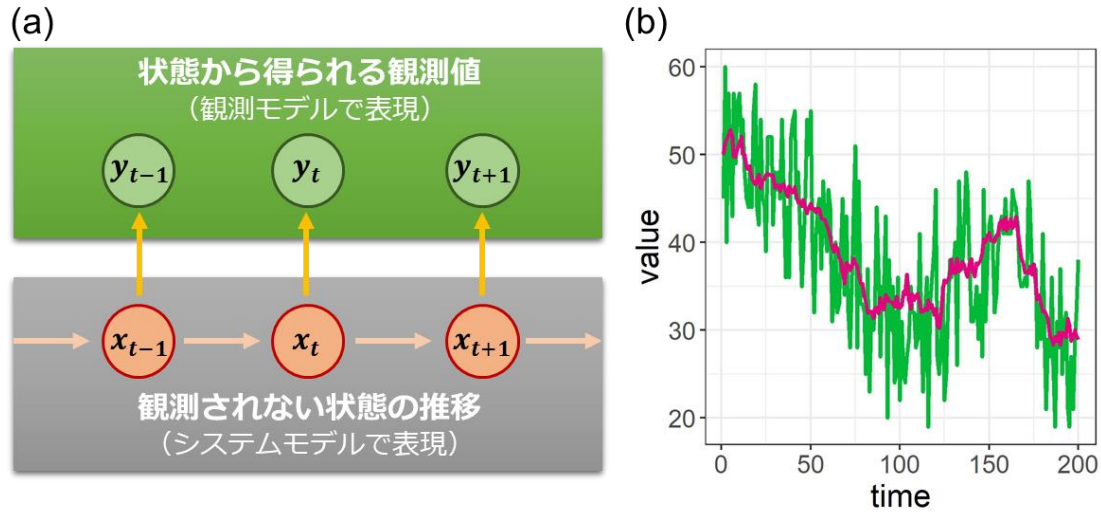 (a)
状態から得られる観測値
（観測モデルで表現）
y_{t−1} y_t y_{t+1}
x_{t−1} x_t x_{t+1}
観測されない状態の推移
（システムモデルで表現）
(b)
60
50
40
30
20
value
0 50 100 150 200
time